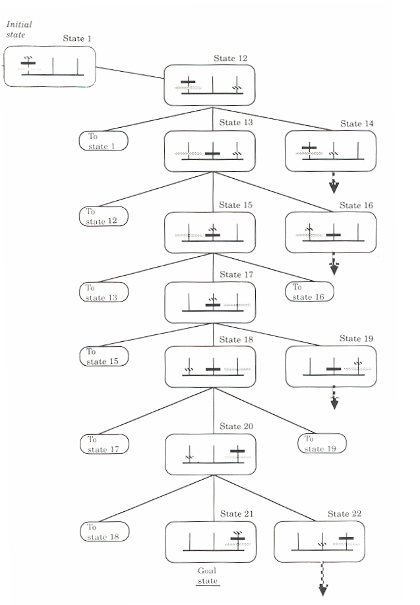 Initial
state
State 1
State 12
State 13
State 14
To
state 1
State 15
State 16
To
state 12
State 17
To
state 13
To
state 16
State 18
State 19
To
state 15
State 20
To
state 17
To
state 19
State 21
State 22
To
state 18
Goal
state